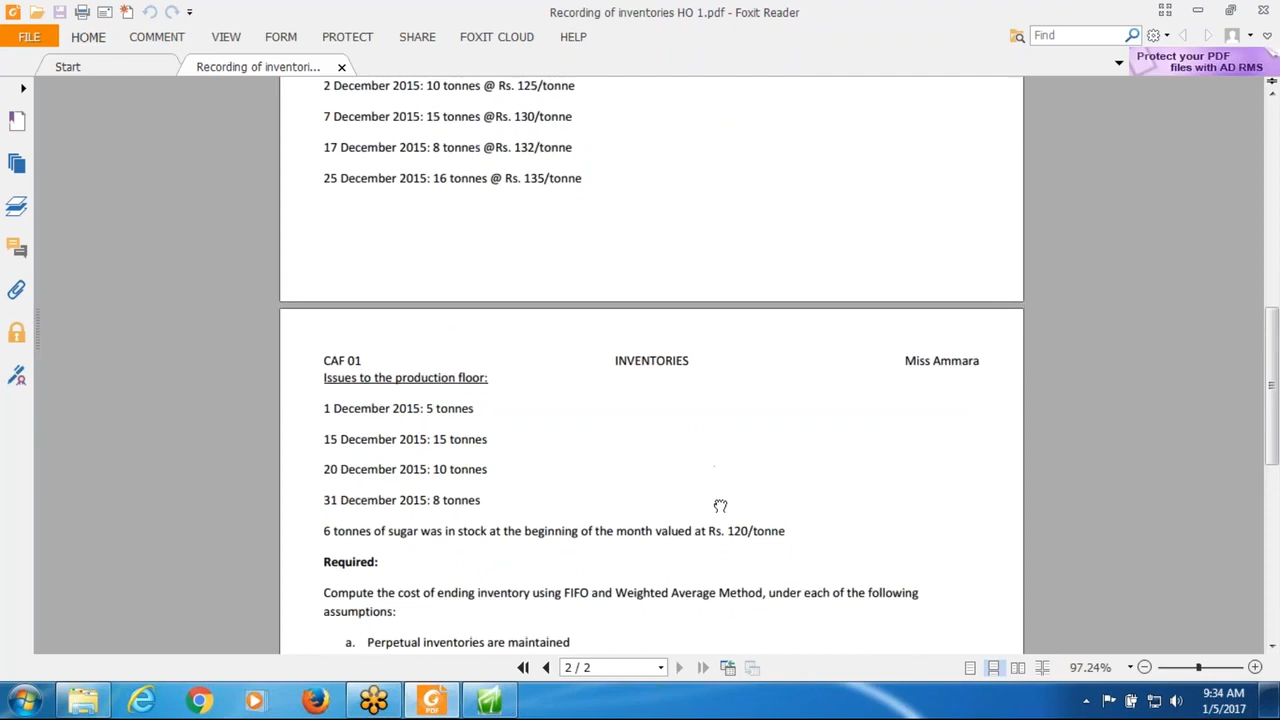 Recording of inventories HO 1.pdf - Foxit Reader
FILE HOME COMMENT VIEW FORM PROTECT SHARE FOXIT CLOUD HELP
Find
Start
Recording of inventori...
Protect your PDF
files with AD RMS
2 December 2015: 10 tonnes @ Rs. 125/tonne
7 December 2015: 15 tonnes @Rs. 130/tonne
17 December 2015: 8 tonnes @Rs. 132/tonne
25 December 2015: 16 tonnes @ Rs. 135/tonne
CAF 01 INVENTORIES Miss Ammara
Issues to the production floor:
1 December 2015: 5 tonnes
15 December 2015: 15 tonnes
20 December 2015: 10 tonnes
31 December 2015: 8 tonnes
6 tonnes of sugar was in stock at the beginning of the month valued at Rs. 120/tonne
Required:
Compute the cost of ending inventory using FIFO and Weighted Average Method, under each of the following
assumptions:
a. Perpetual inventories are maintained
2 / 2
97.24%
PDF
9:34 AM
1/5/2017